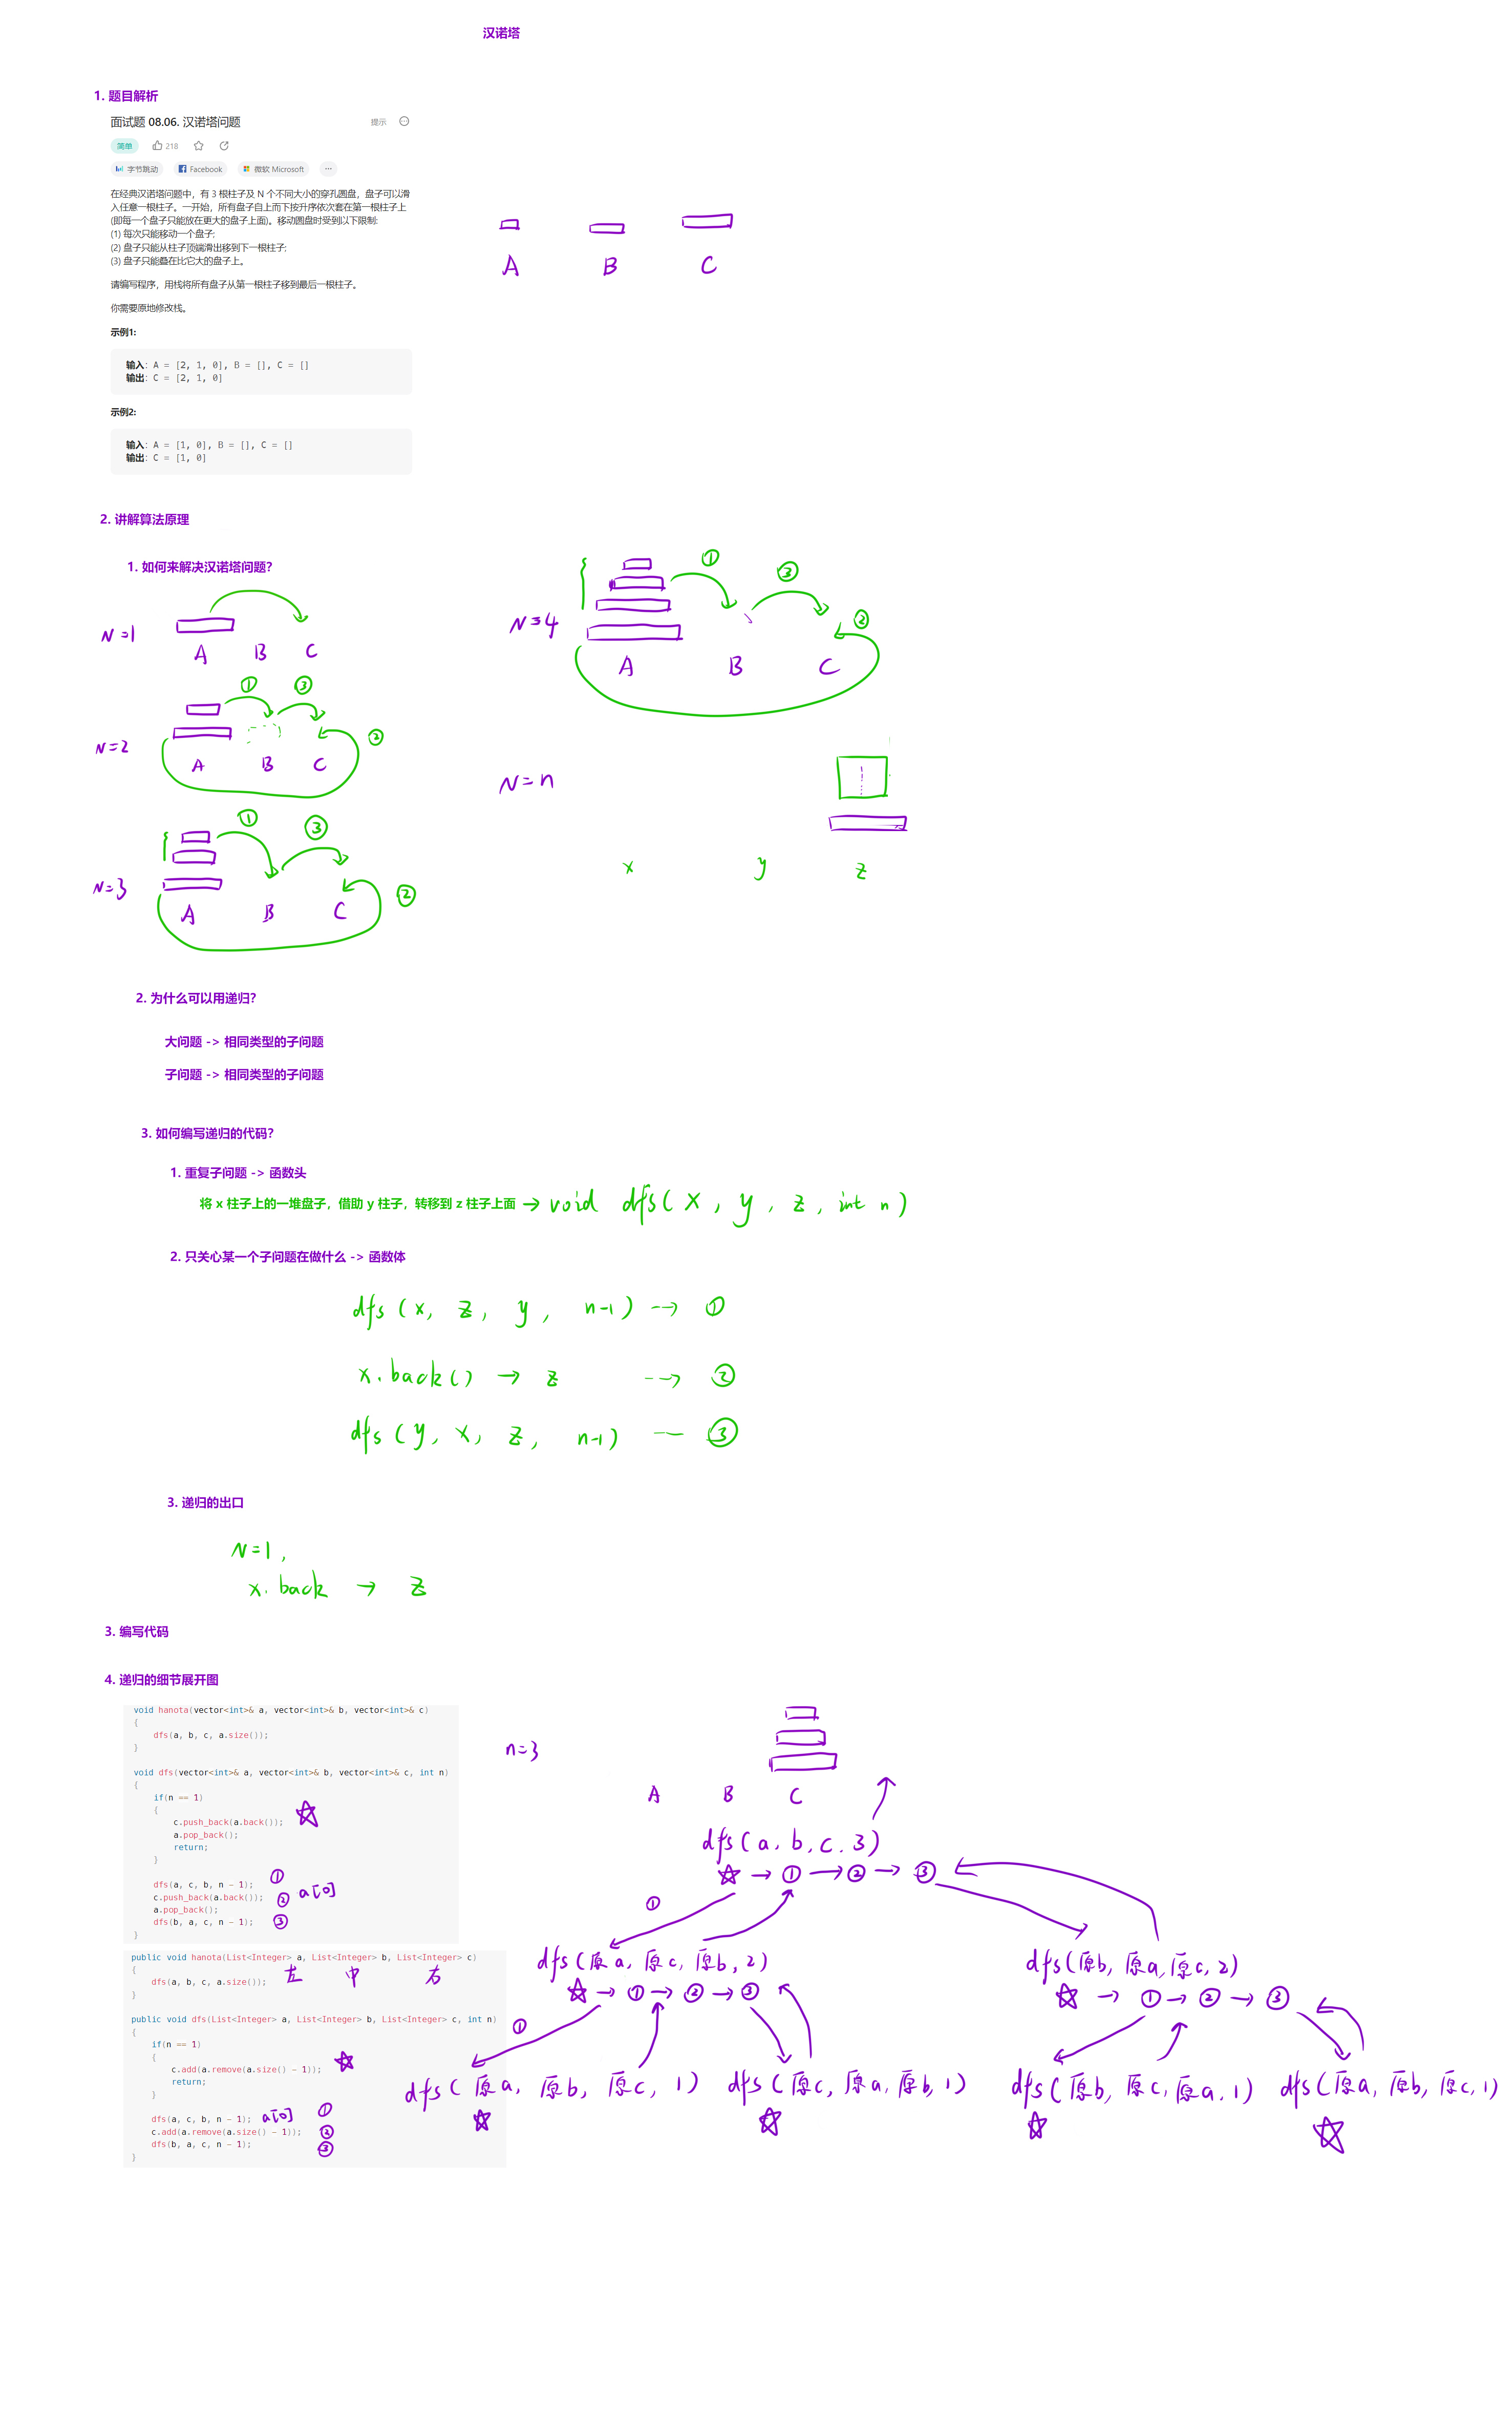 汉诺塔
1. 题目解析
面试题 08.06. 汉诺塔问题
提示
简单 218
字节跳动 Facebook 微软 Microsoft ...
在经典汉诺塔问题中，有 3 根柱子及 N 个不同大小的穿孔圆盘，盘子可以滑
入任意一根柱子。一开始，所有盘子自上而下按升序依次套在第一根柱子上
(即每一个盘子只能放在更大的盘子上面)。移动圆盘时受到以下限制:
(1) 每次只能移动一个盘子;
(2) 盘子只能从柱子顶端滑出移到下一根柱子;
(3) 盘子只能叠在比它大的盘子上。
A B C
请编写程序，用栈将所有盘子从第一根柱子移到最后一根柱子。
你需要原地修改栈。
示例1:
输入: A = [2, 1, 0], B = [], C = []
输出: C = [2, 1, 0]
示例2:
输入: A = [1, 0], B = [], C = []
输出: C = [1, 0]
2. 讲解算法原理
1. 如何来解决汉诺塔问题?
N=1
A B C
① ③
N=2
②
A B C
① ③
N=3
②
A B C
① ③
N=4
②
A B C
N=n
x y z
2. 为什么可以用递归?
大问题 -> 相同类型的子问题
子问题 -> 相同类型的子问题
3. 如何编写递归的代码?
1. 重复子问题 -> 函数头
将 x 柱子上的一堆盘子，借助 y 柱子，转移到 z 柱子上面 → void dfs(x, y, z, int n)
2. 只关心某一个子问题在做什么 -> 函数体
dfs (x, z, y, n-1) --→ ①
x.back() → z --→ ②
dfs (y, x, z, n-1) -- ③
3. 递归的出口
N=1,
x.back → z
3. 编写代码
4. 递归的细节展开图
void hanota(vector<int>& a, vector<int>& b, vector<int>& c)
{
dfs(a, b, c, a.size());
}
void dfs(vector<int>& a, vector<int>& b, vector<int>& c, int n)
{
if(n == 1)
{
c.push_back(a.back()); ☆
a.pop_back();
return;
}
dfs(a, c, b, n - 1); ①
c.push_back(a.back()); ② a[0]
a.pop_back();
dfs(b, a, c, n - 1); ③
}
public void hanota(List<Integer> a, List<Integer> b, List<Integer> c)
{
dfs(a, b, c, a.size()); 左 中 右
}
public void dfs(List<Integer> a, List<Integer> b, List<Integer> c, int n)
{
if(n == 1)
{
c.add(a.remove(a.size() - 1)); ☆
return;
}
dfs(a, c, b, n - 1); a[0] ①
c.add(a.remove(a.size() - 1)); ②
dfs(b, a, c, n - 1); ③
}
n=3
A B C
dfs(a, b, c, 3)
☆ → ① → ② → ③
①
dfs(原a, 原c, 原b, 2)
☆ → ① → ② → ③
dfs(原b, 原a, 原c, 2)
☆ → ① → ② → ③
①
dfs(原a, 原b, 原c, 1)
☆
dfs(原c, 原a, 原b, 1)
☆
dfs(原b, 原c, 原a, 1)
☆
dfs(原a, 原b, 原c, 1)
☆